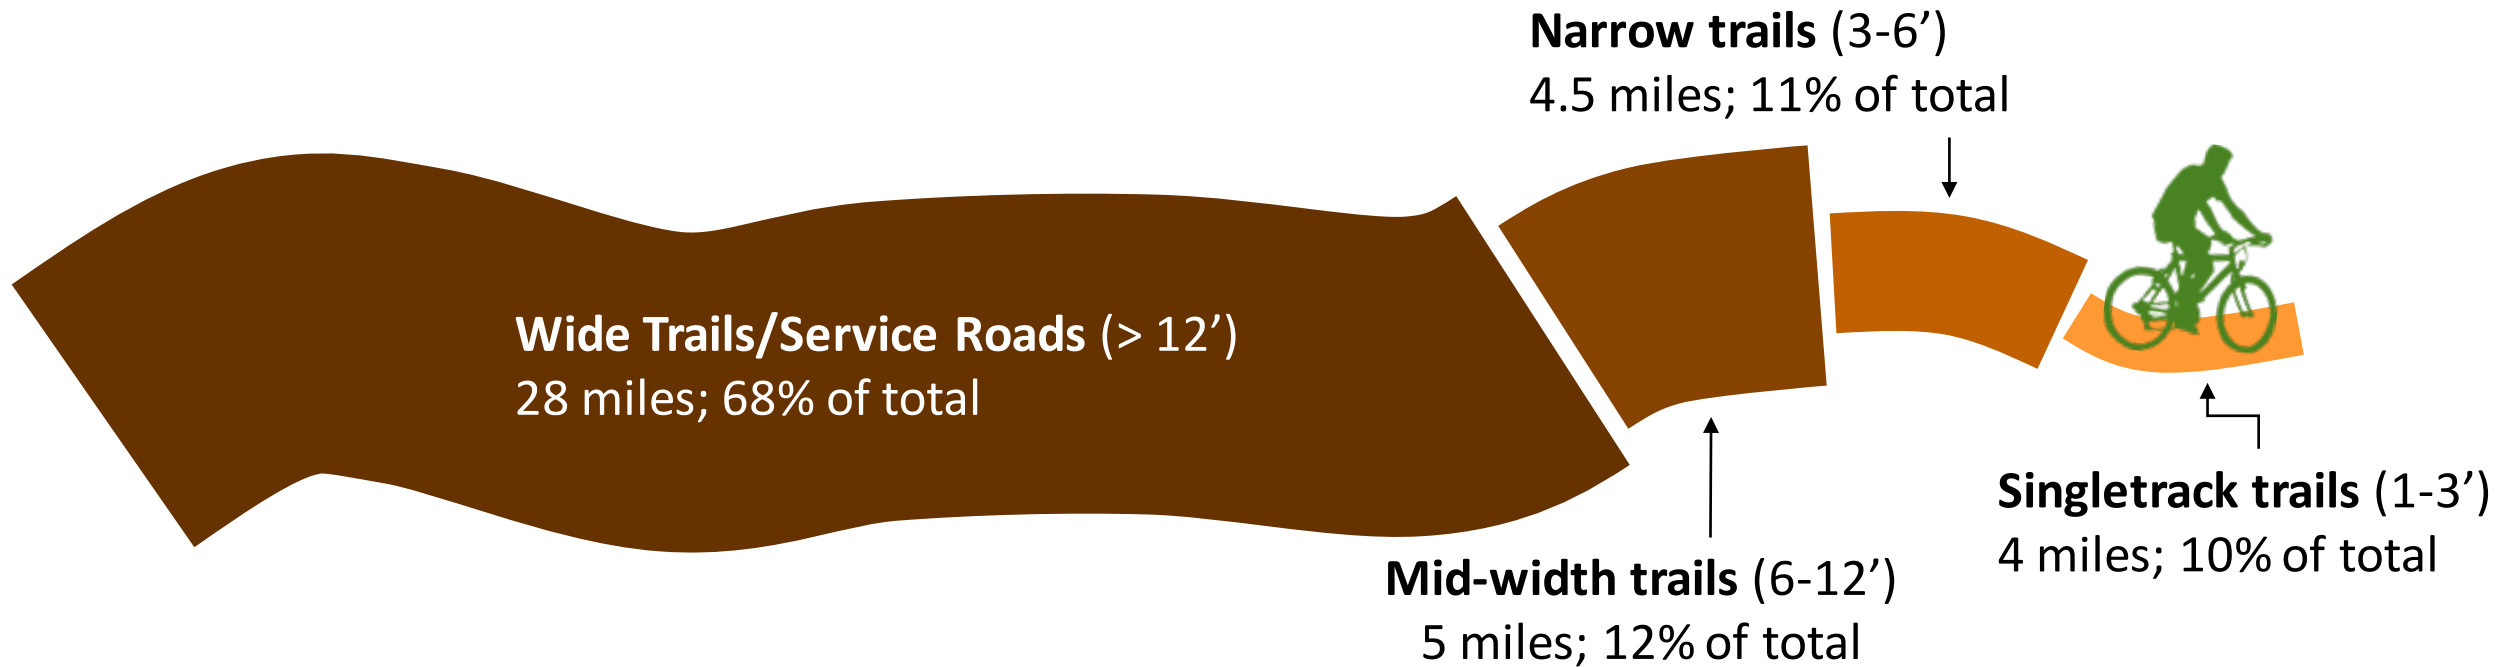 Narrow trails (3-6’)
4.5 miles; 11% of total
Wide Trails/Service Roads (> 12’)
28 miles; 68% of total
Singletrack trails (1-3’)
4 miles; 10% of total
Mid-width trails (6-12’)
5 miles; 12% of total